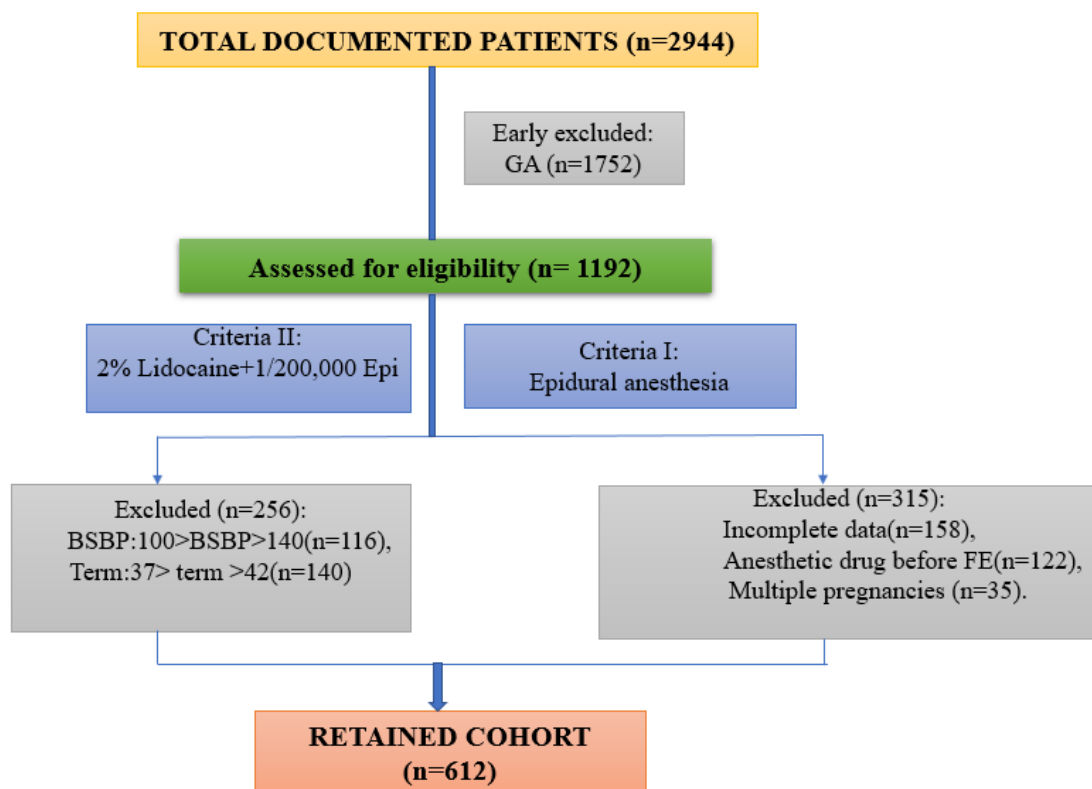 TOTAL DOCUMENTED PATIENTS (n=2944)
Early excluded:
GA (n=1752)
Assessed for eligibility (n= 1192)
Criteria II:
2% Lidocaine+1/200,000 Epi
Criteria I:
Epidural anesthesia
Excluded (n=256):
BSBP:100>BSBP>140(n=116),
Term:37> term >42(n=140)
Excluded (n=315):
Incomplete data(n=158),
Anesthetic drug before FE(n=122),
Multiple pregnancies (n=35).
RETAINED COHORT
(n=612)